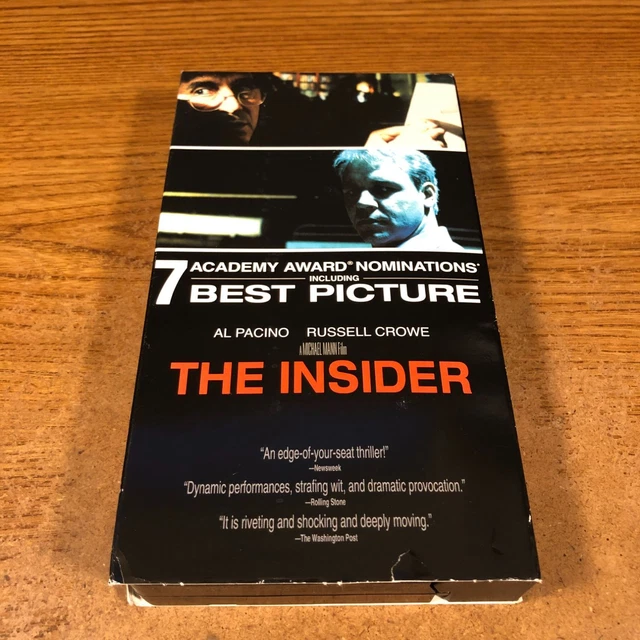 7 ACADEMY AWARD® NOMINATIONS*
INCLUDING
BEST PICTURE
AL PACINO RUSSELL CROWE
A MICHAEL MANN Film
THE INSIDER
“An edge-of-your-seat thriller!”
—Newsweek
“Dynamic performances, strafing wit, and dramatic provocation.”
—Rolling Stone
“It is riveting and shocking and deeply moving.”
—The Washington Post